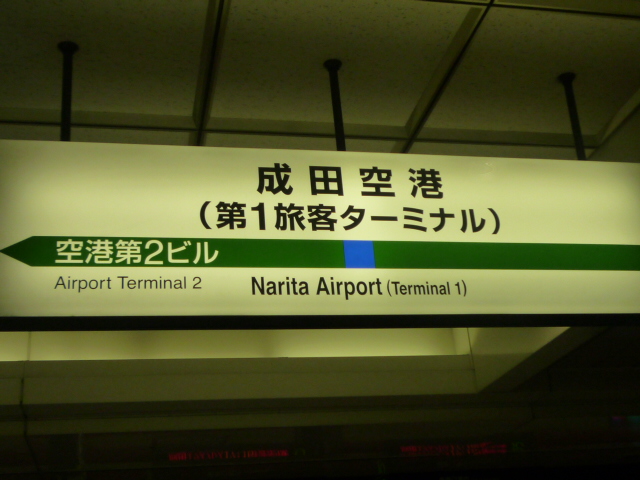 成田空港
（第1旅客ターミナル）
空港第2ビル
Airport Terminal 2
Narita Airport (Terminal 1)